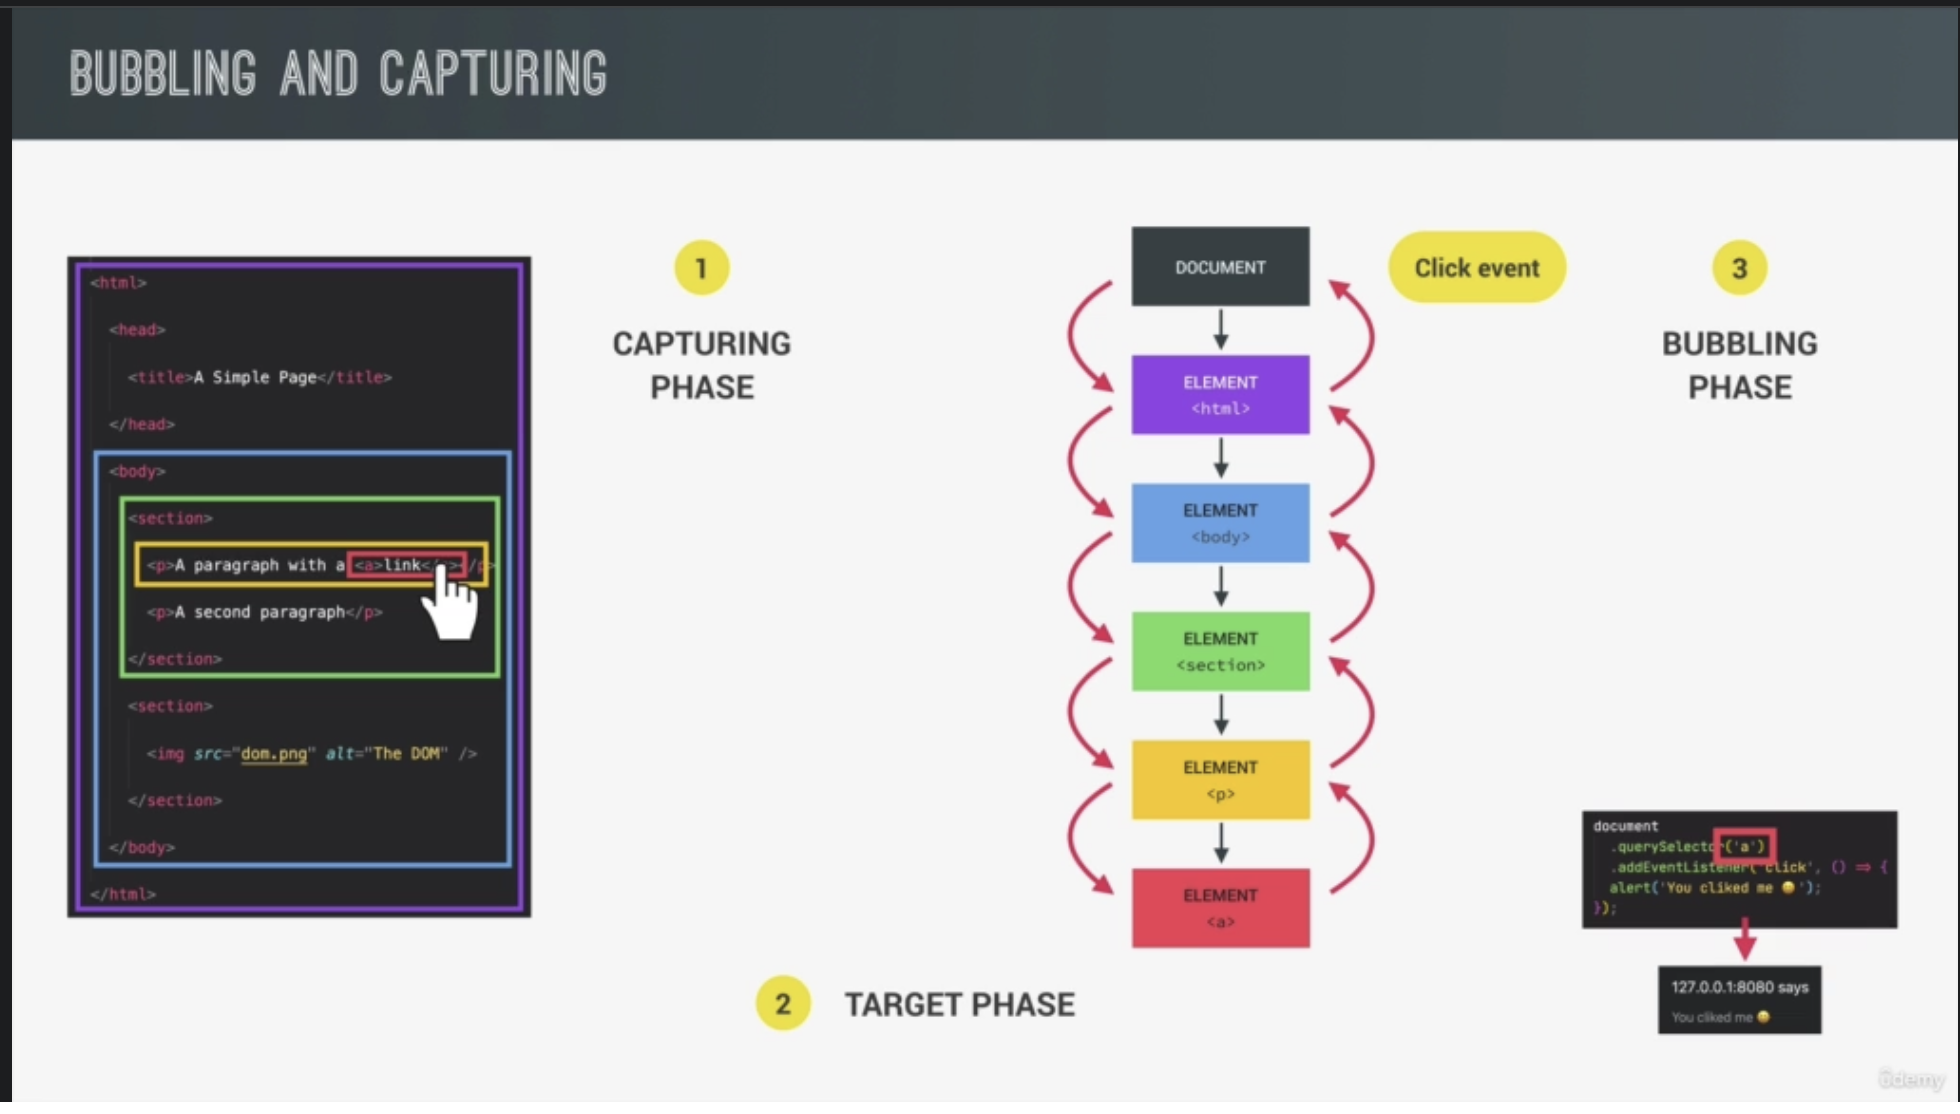 BUBBLING AND CAPTURING
<html>
<head>
<title>A Simple Page</title>
</head>
<body>
<section>
<p>A paragraph with a <a>link</
<p>A second paragraph</p>
</section>
<section>
<img src="dom.png" alt="The DOM" />
</section>
</body>
</html>
1
CAPTURING
PHASE
DOCUMENT
ELEMENT
<html>
ELEMENT
<body>
ELEMENT
<section>
ELEMENT
<p>
ELEMENT
<a>
Click event
3
BUBBLING
PHASE
2
TARGET PHASE
document
.querySelector('a')
.addEventListener('click', () => {
alert('You cliked me 😀');
});
127.0.0.1:8080 says
You cliked me 😀
ûdemy